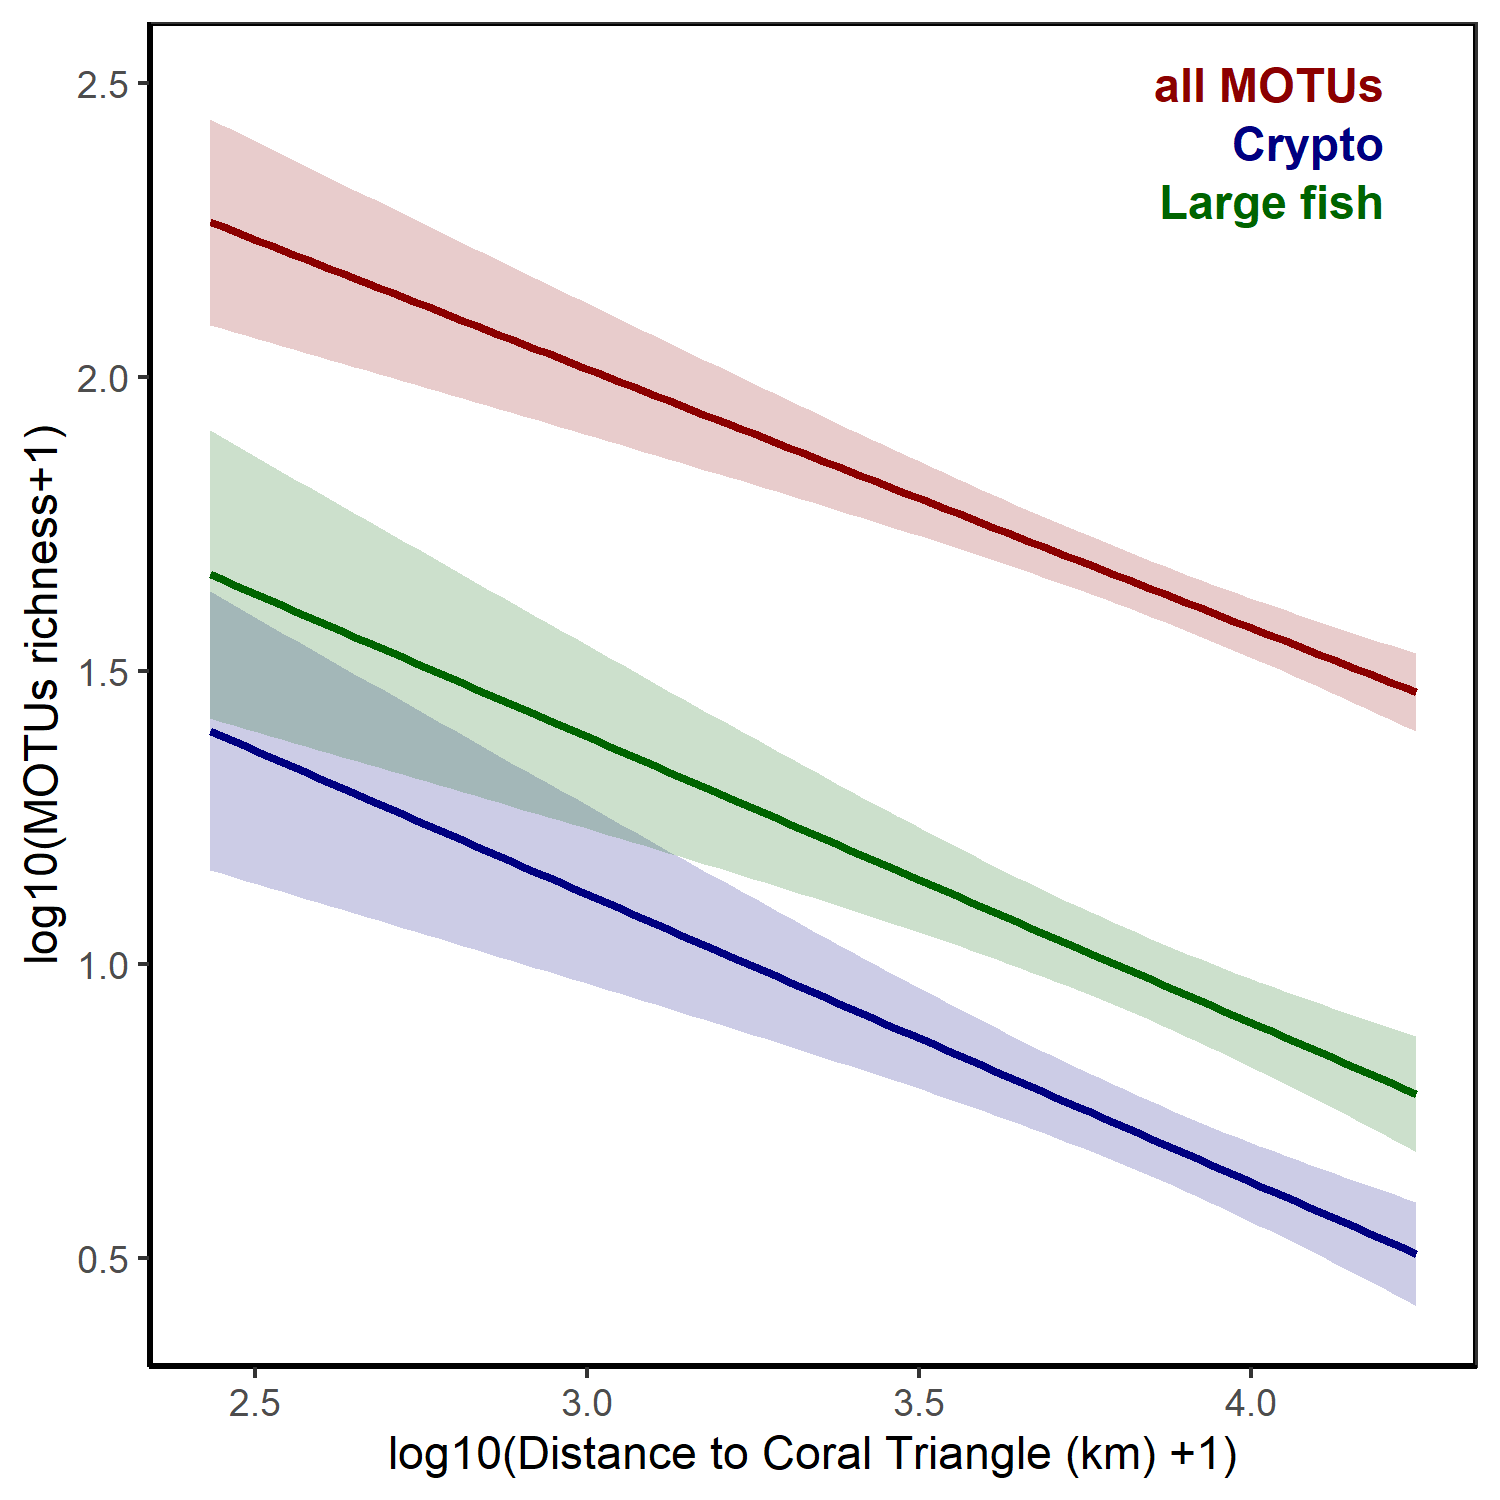 all MOTUs
Crypto
Large fish
log10(MOTUs richness+1)
2.5
2.0
1.5
1.0
0.5
2.5 3.0 3.5 4.0
log10(Distance to Coral Triangle (km) +1)